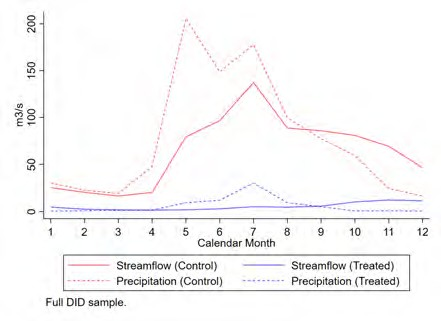 200
150
100
50
0
m3/s
1 2 3 4 5 6 7 8 9 10 11 12
Calendar Month
Streamflow (Control) Streamflow (Treated)
Precipitation (Control) Precipitation (Treated)
Full DID sample.